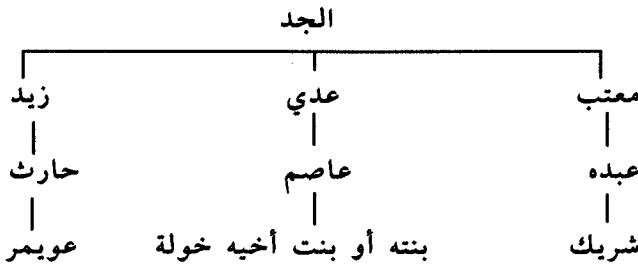 الجد
معتب عدي زيد
عبده عاصم حارث
شريك بنته أو بنت أخيه خولة عويمر